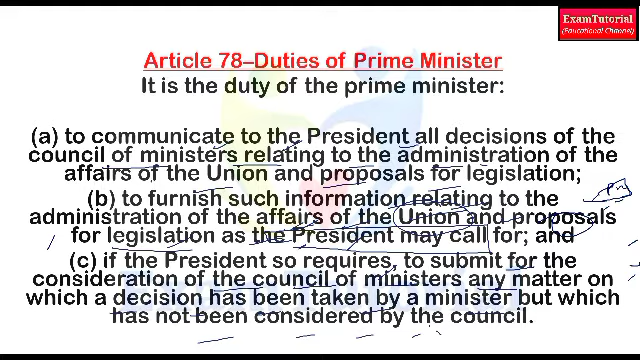 ExamTutorial
(Educational Channel)
Article 78–Duties of Prime Minister
It is the duty of the prime minister:
(a) to communicate to the President all decisions of the
council of ministers relating to the administration of the
affairs of the Union and proposals for legislation;
(b) to furnish such information relating to the
administration of the affairs of the Union and proposals
for legislation as the President may call for; and
(c) if the President so requires, to submit for the
consideration of the council of ministers any matter on
which a decision has been taken by a minister but which
has not been considered by the council.